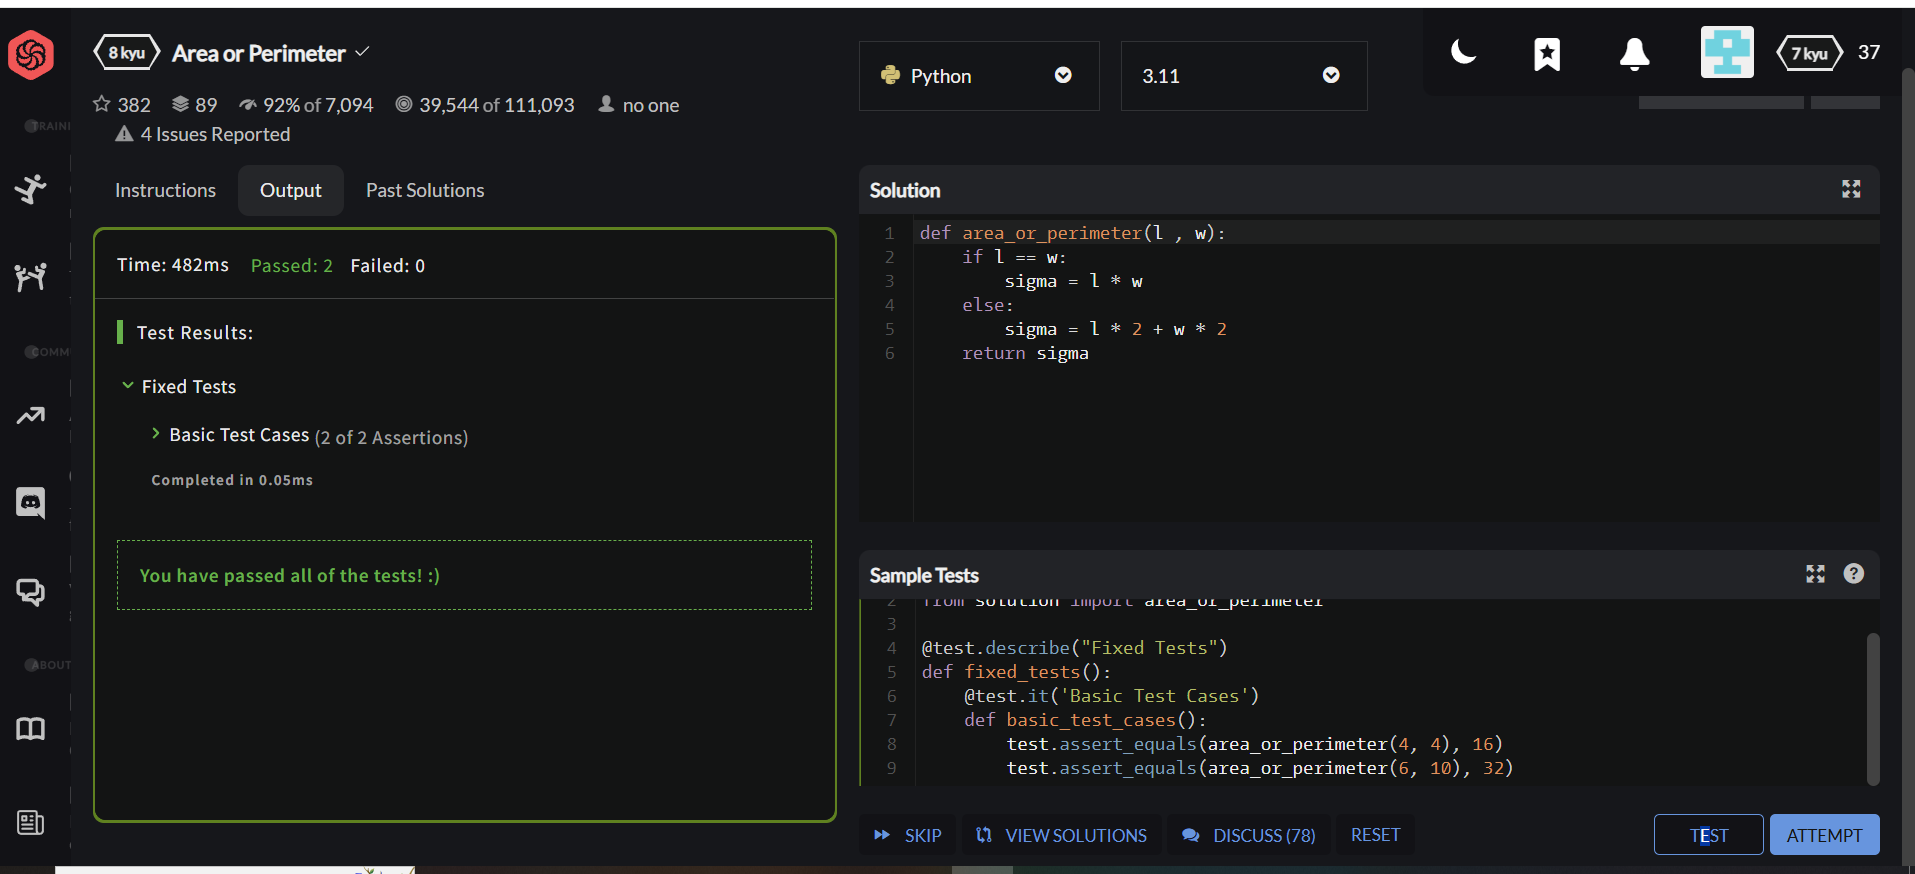 8 kyu Area or Perimeter
382 89 92% of 7,094 39,544 of 111,093 no one
4 Issues Reported
Python
3.11
7 kyu 37
Instructions Output Past Solutions
Time: 482ms Passed: 2 Failed: 0
Test Results:
Fixed Tests
Basic Test Cases (2 of 2 Assertions)
Completed in 0.05ms
You have passed all of the tests! :)
Solution
1 def area_or_perimeter(l , w):
2 if l == w:
3 sigma = l * w
4 else:
5 sigma = l * 2 + w * 2
6 return sigma
Sample Tests
2 from solution import area_or_perimeter
3
4 @test.describe("Fixed Tests")
5 def fixed_tests():
6 @test.it('Basic Test Cases')
7 def basic_test_cases():
8 test.assert_equals(area_or_perimeter(4, 4), 16)
9 test.assert_equals(area_or_perimeter(6, 10), 32)
SKIP VIEW SOLUTIONS DISCUSS (78) RESET TEST ATTEMPT
ABOUT